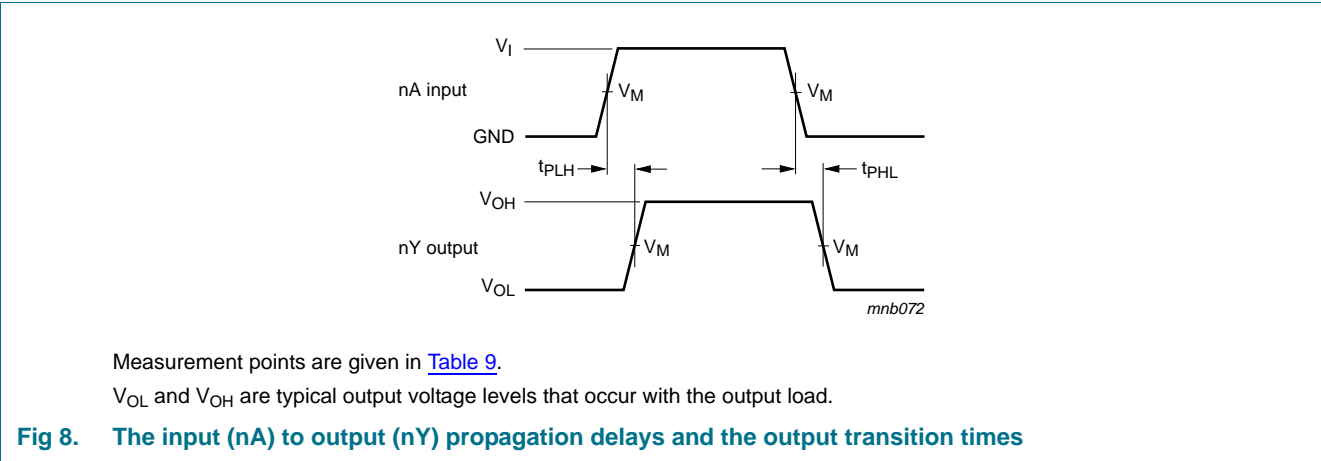 VI
nA input
VM
VM
GND
tPLH
tPHL
VOH
nY output
VM
VM
VOL
mnb072
Measurement points are given in Table 9.
VOL and VOH are typical output voltage levels that occur with the output load.
Fig 8. The input (nA) to output (nY) propagation delays and the output transition times